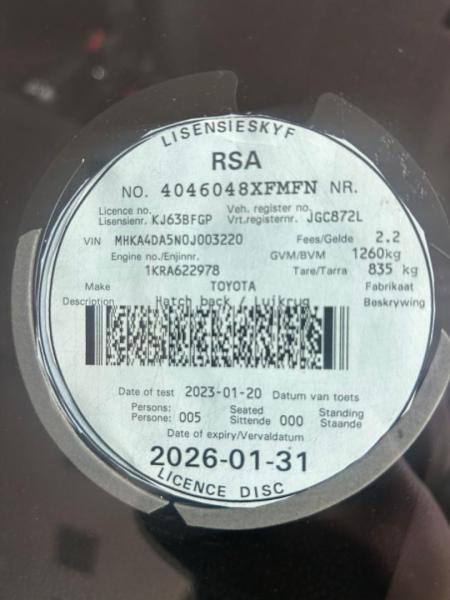 LISENSIESKYF
RSA
NO. 4046048XFMFN NR.
Licence no. Veh. register no.
Lisensienr. KJ63BFGP Vrt.registernr. JGC872L
VIN MHKA4DA5N0J003220 Fees/Gelde 2.2
Engine no./Enjinnr. GVM/BVM 1260kg
1KRA622978 Tare/Tarra 835 kg
Make TOYOTA Fabrikaat
Description Hatch back / Luikrug Beskrywing
Date of test 2023-01-20 Datum van toets
Persons: Seated Standing
Persone: 005 Sittende 000 Staande
Date of expiry/Vervaldatum
2026-01-31
LICENCE DISC